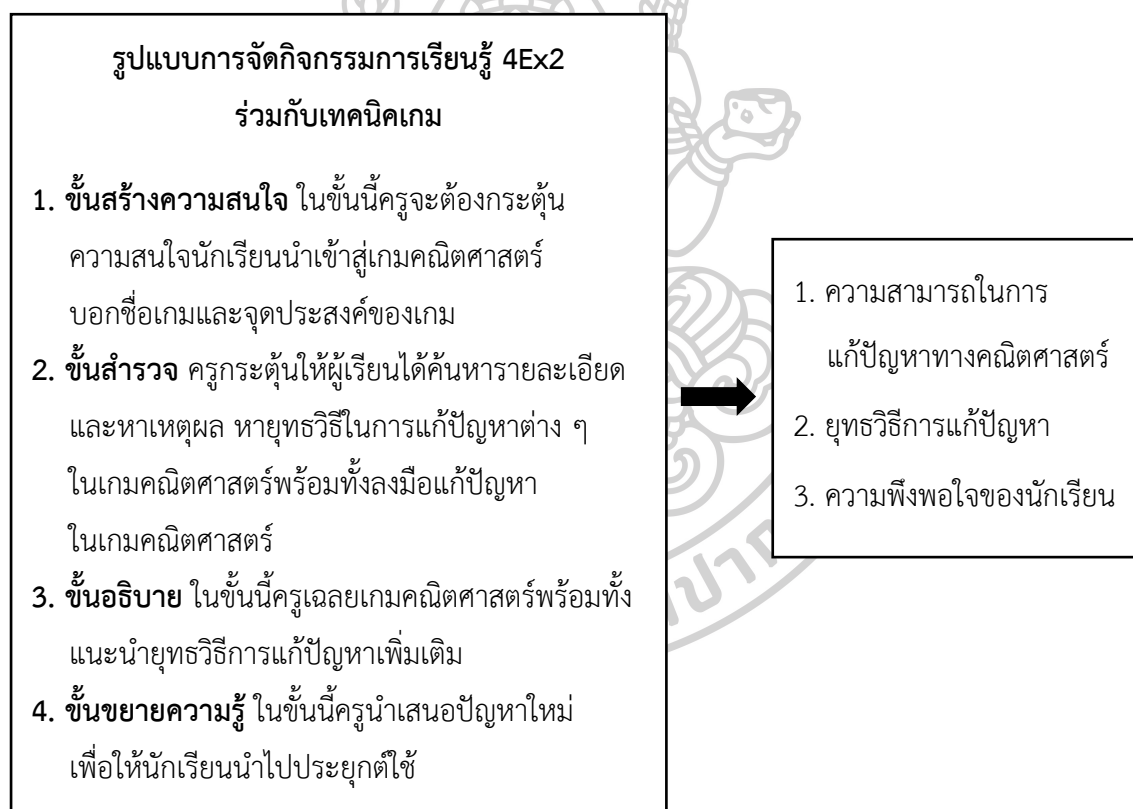 รูปแบบการจัดกิจกรรมการเรียนรู้ 4Ex2
ร่วมกับเทคนิคเกม
1. ขั้นสร้างความสนใจ ในขั้นนี้ครูจะต้องกระตุ้น
ความสนใจนักเรียนนำเข้าสู่เกมคณิตศาสตร์
บอกชื่อเกมและจุดประสงค์ของเกม
2. ขั้นสำรวจ ครูกระตุ้นให้ผู้เรียนได้ค้นหารายละเอียด
และหาเหตุผล หายุทธวิธีในการแก้ปัญหาต่าง ๆ
ในเกมคณิตศาสตร์พร้อมทั้งลงมือแก้ปัญหา
ในเกมคณิตศาสตร์
3. ขั้นอธิบาย ในขั้นนี้ครูเฉลยเกมคณิตศาสตร์พร้อมทั้ง
แนะนำยุทธวิธีการแก้ปัญหาเพิ่มเติม
4. ขั้นขยายความรู้ ในขั้นนี้ครูนำเสนอปัญหาใหม่
เพื่อให้นักเรียนนำไปประยุกต์ใช้
1. ความสามารถในการ
แก้ปัญหาทางคณิตศาสตร์
2. ยุทธวิธีการแก้ปัญหา
3. ความพึงพอใจของนักเรียน